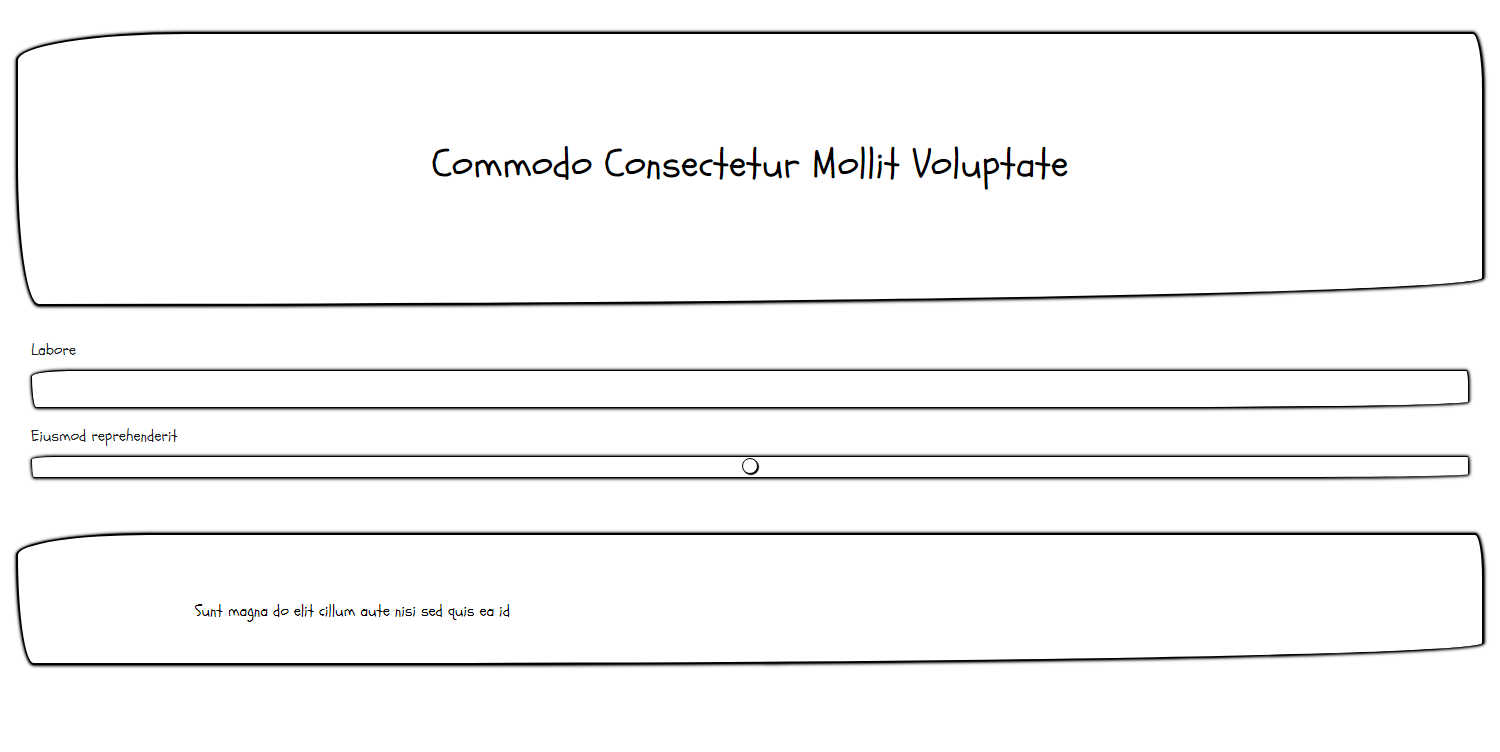 Commodo Consectetur Mollit Voluptate
Labore
Eiusmod reprehenderit
Sunt magna do elit cillum aute nisi sed quis ea id